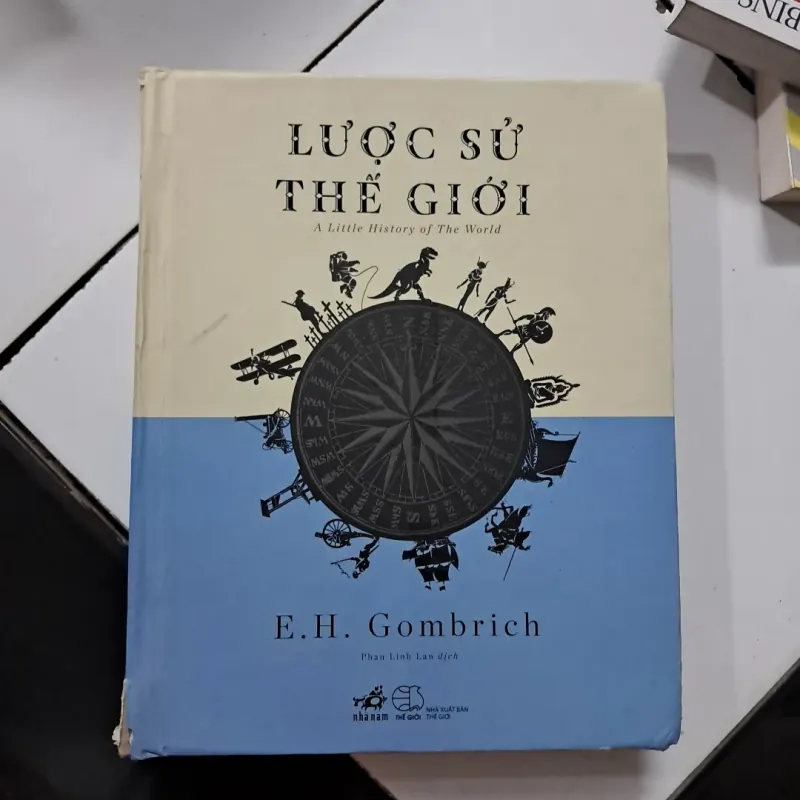 LƯỢC SỬ
THẾ GIỚI
A Little History of The World
E.H. Gombrich
Phan Linh Lan dịch
nhã nam
THẾ GIỚI
NHÀ XUẤT BẢN
THẾ GIỚI
BINS